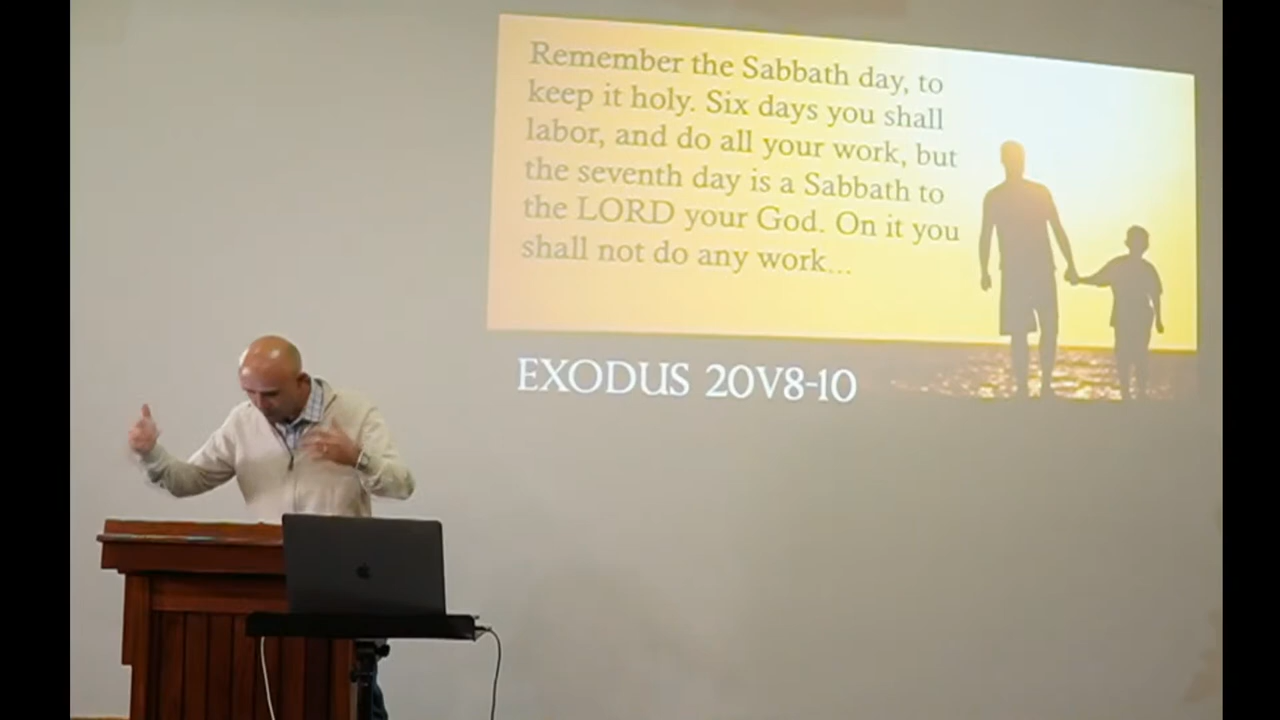 Remember the Sabbath day, to
keep it holy. Six days you shall
labor, and do all your work, but
the seventh day is a Sabbath to
the LORD your God. On it you
shall not do any work...
EXODUS 20V8-10